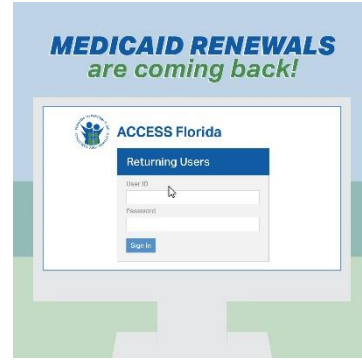 MEDICAID RENEWALS
are coming back!
ACCESS Florida
Returning Users
User ID
Password
Sign In